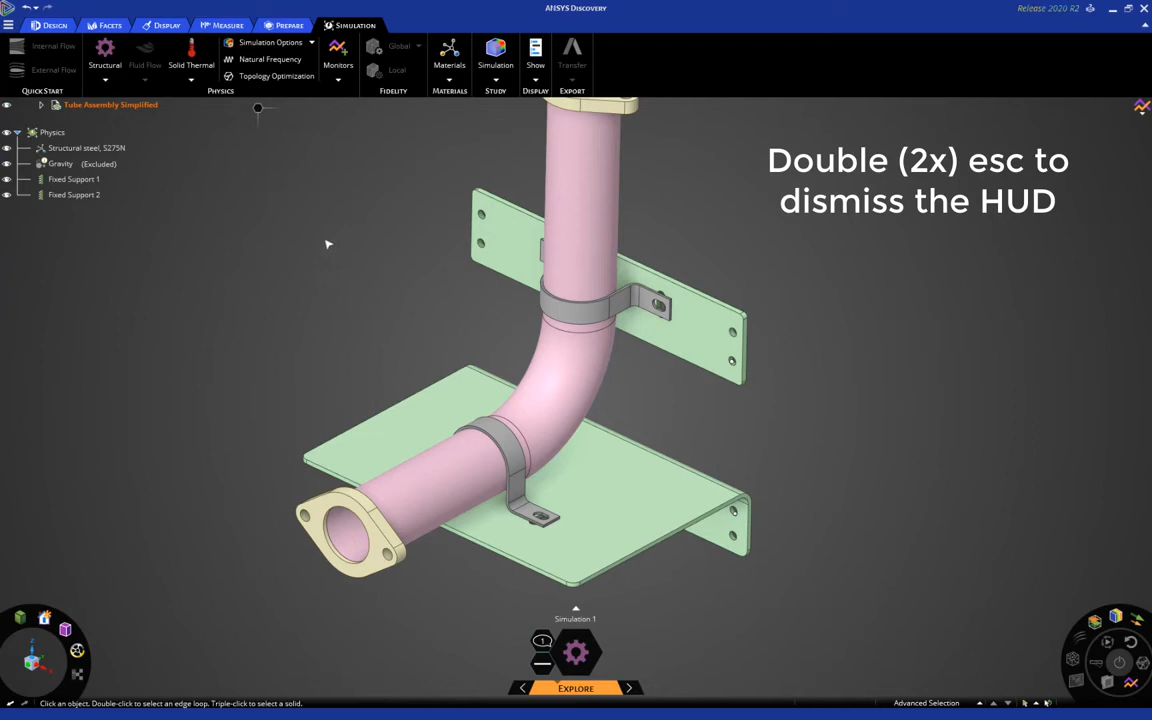 ANSYS Discovery
Release 2020 R2
DESIGN
FACETS
DISPLAY
MEASURE
PREPARE
SIMULATION
Internal Flow
External Flow
QUICK START
Structural
Fluid Flow
Solid Thermal
Simulation Options
Natural Frequency
Topology Optimization
PHYSICS
Monitors
Global
Local
FIDELITY
Materials
MATERIALS
Simulation
STUDY
Show
DISPLAY
Transfer
EXPORT
Tube Assembly Simplified
Physics
Structural steel, S275N
Gravity (Excluded)
Fixed Support 1
Fixed Support 2
Double (2x) esc to
dismiss the HUD
Simulation 1
1
EXPLORE
Click an object. Double-click to select an edge loop. Triple-click to select a solid.
Advanced Selection